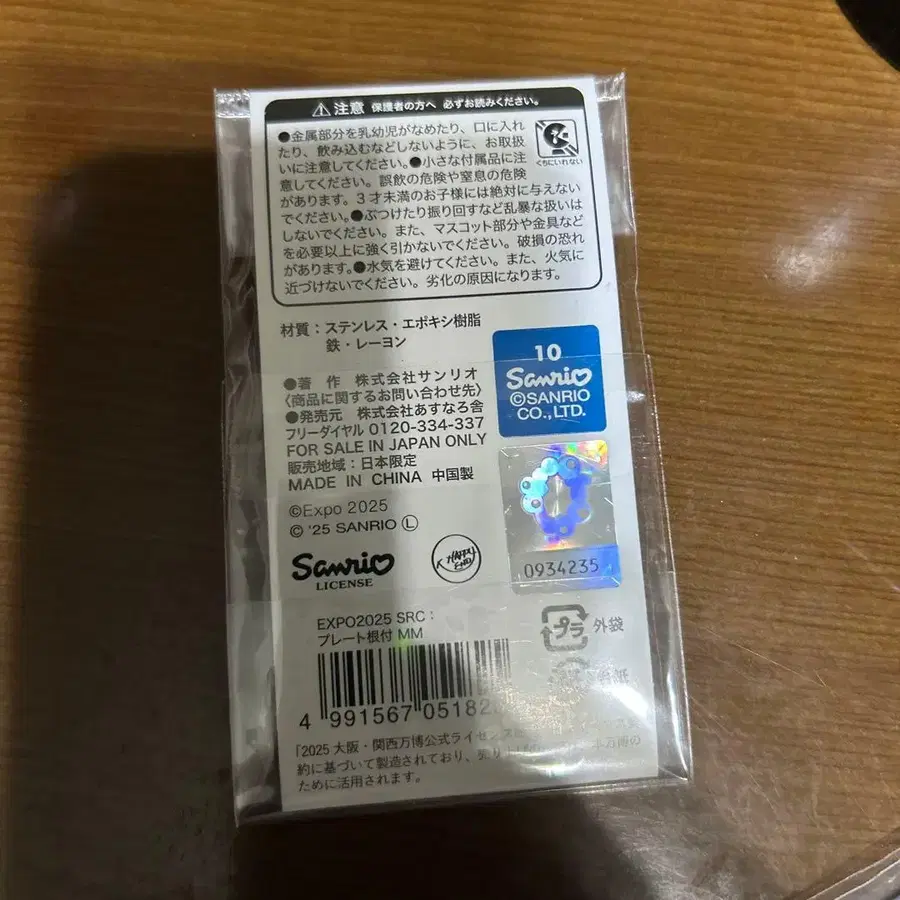 ⚠注意 保護者の方へ 必ずお読みください。
●金属部分を乳幼児がなめたり、口に入れ
たり、飲み込むなどしないように、お取扱
いに注意してください。●小さな付属品に注
意してください。誤飲の危険や窒息の危険
があります。3才未満のお子様には絶対に与えない
でください。●ぶつけたり振り回すなど乱暴な扱いは
しないでください。また、マスコット部分や金具など
を必要以上に強く引かないでください。破損の恐れ
があります。●水気を避けてください。また、火気に
近づけないでください。劣化の原因になります。
くちにいれない
材質：ステンレス・エポキシ樹脂
鉄・レーヨン
10
Sanrio
©SANRIO
CO.,LTD.
●著 作 株式会社サンリオ
〈商品に関するお問い合わせ先〉
●発売元 株式会社あすなろ舎
フリーダイヤル 0120-334-337
FOR SALE IN JAPAN ONLY
販売地域：日本限定
MADE IN CHINA 中国製
©Expo 2025
© '25 SANRIO Ⓛ
Sanrio
LICENSE
HAPPY
END
0934235
EXPO2025 SRC：
プレート根付 MM
プラ 外袋
紙
4 991567 05182
「2025 大阪・関西万博公式ライセンス
約に基づいて製造されており、売り上げ
万博の
ために活用されます。